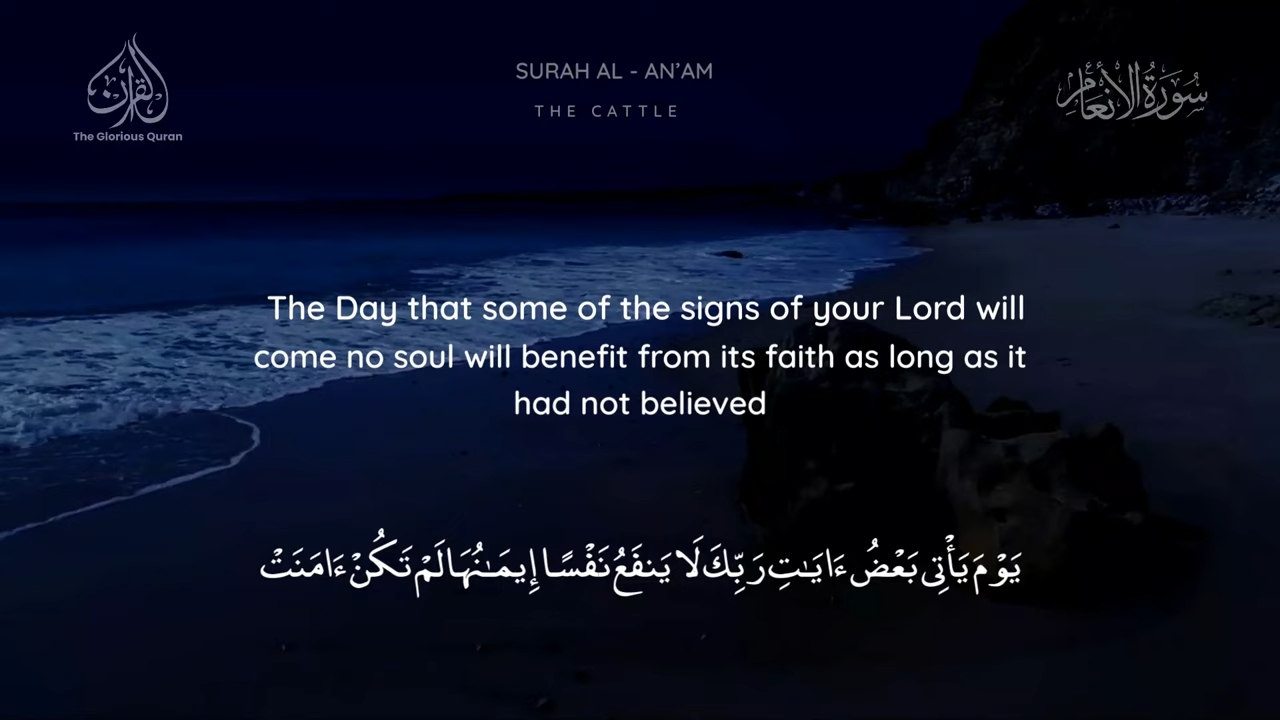 القرآن
The Glorious Quran
SURAH AL - AN’AM
THE CATTLE
سُورَةُ الأَنْعَام
The Day that some of the signs of your Lord will
come no soul will benefit from its faith as long as it
had not believed
يَوْمَ يَأْتِى بَعْضُ ءَايَـٰتِ رَبِّكَ لَا يَنفَعُ نَفْسًا إِيمَـٰنُهَا لَمْ تَكُنْ ءَامَنَتْ